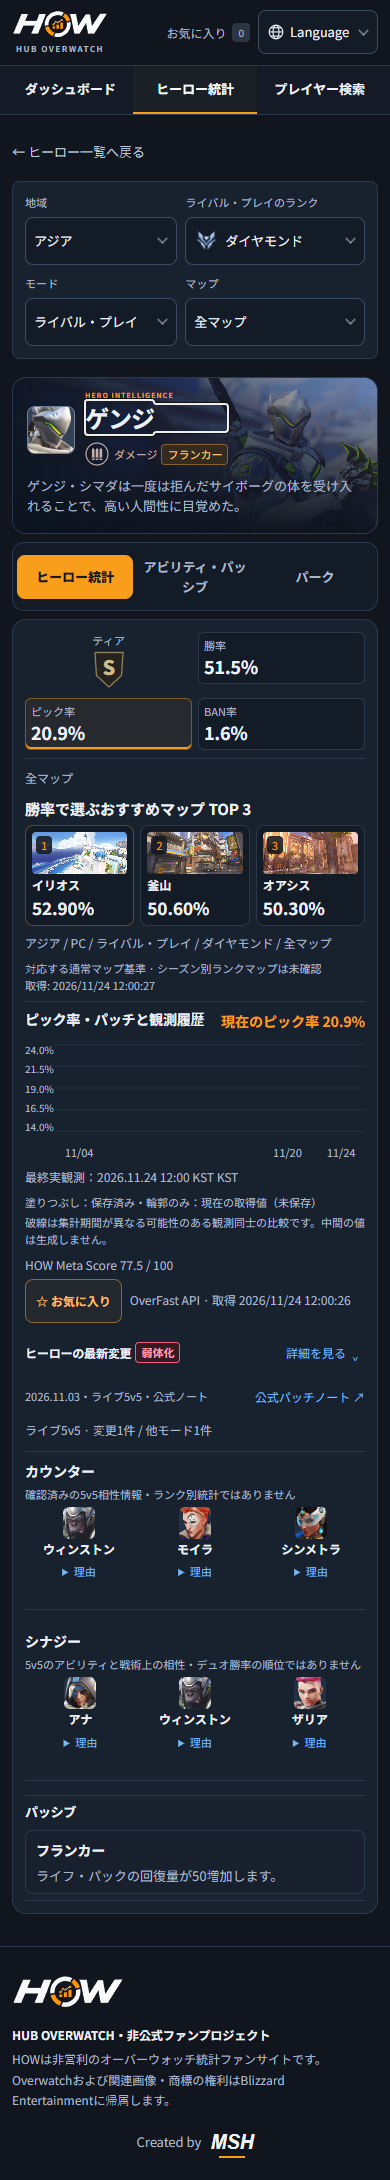 HOW
HUB OVERWATCH
お気に入り 0
Language
ダッシュボード ヒーロー統計 プレイヤー検索
← ヒーロー一覧へ戻る
地域 ライバル・プレイのランク
アジア ダイヤモンド
モード マップ
ライバル・プレイ 全マップ
HERO INTELLIGENCE
ゲンジ
ダメージ フランカー
ゲンジ・シマダは一度は拒んだサイボーグの体を受け入
れることで、高い人間性に目覚めた。
ヒーロー統計 アビリティ・パッ
シブ パーク
ティア 勝率
S 51.5%
ピック率 BAN率
20.9% 1.6%
全マップ
勝率で選ぶおすすめマップ TOP 3
1 2 3
イリオス 釜山 オアシス
52.90% 50.60% 50.30%
アジア / PC / ライバル・プレイ / ダイヤモンド / 全マップ
対応する通常マップ基準・シーズン別ランクマップは未確認
取得: 2026/11/24 12:00:27
ピック率・パッチと観測履歴 現在のピック率 20.9%
24.0%
21.5%
19.0%
16.5%
14.0%
11/04 11/20 11/24
最終実観測：2026.11.24 12:00 KST KST
塗りつぶし：保存済み・輪郭のみ：現在の取得値（未保存）
破線は集計期間が異なる可能性のある観測同士の比較です。中間の値
は生成しません。
HOW Meta Score 77.5 / 100
☆ お気に入り OverFast API · 取得 2026/11/24 12:00:26
ヒーローの最新変更 弱体化 詳細を見る ⌄
2026.11.03・ライブ5v5・公式ノート 公式パッチノート ↗
ライブ5v5 · 変更1件 / 他モード1件
カウンター
確認済みの5v5相性情報・ランク別統計ではありません
ウィンストン モイラ シンメトラ
▶ 理由 ▶ 理由 ▶ 理由
シナジー
5v5のアビリティと戦術上の相性・デュオ勝率の順位ではありません
アナ ウィンストン ザリア
▶ 理由 ▶ 理由 ▶ 理由
パッシブ
フランカー
ライフ・パックの回復量が50増加します。
HOW
HUB OVERWATCH・非公式ファンプロジェクト
HOWは非営利のオーバーウォッチ統計ファンサイトです。
Overwatchおよび関連画像・商標の権利はBlizzard
Entertainmentに帰属します。
Created by MSH